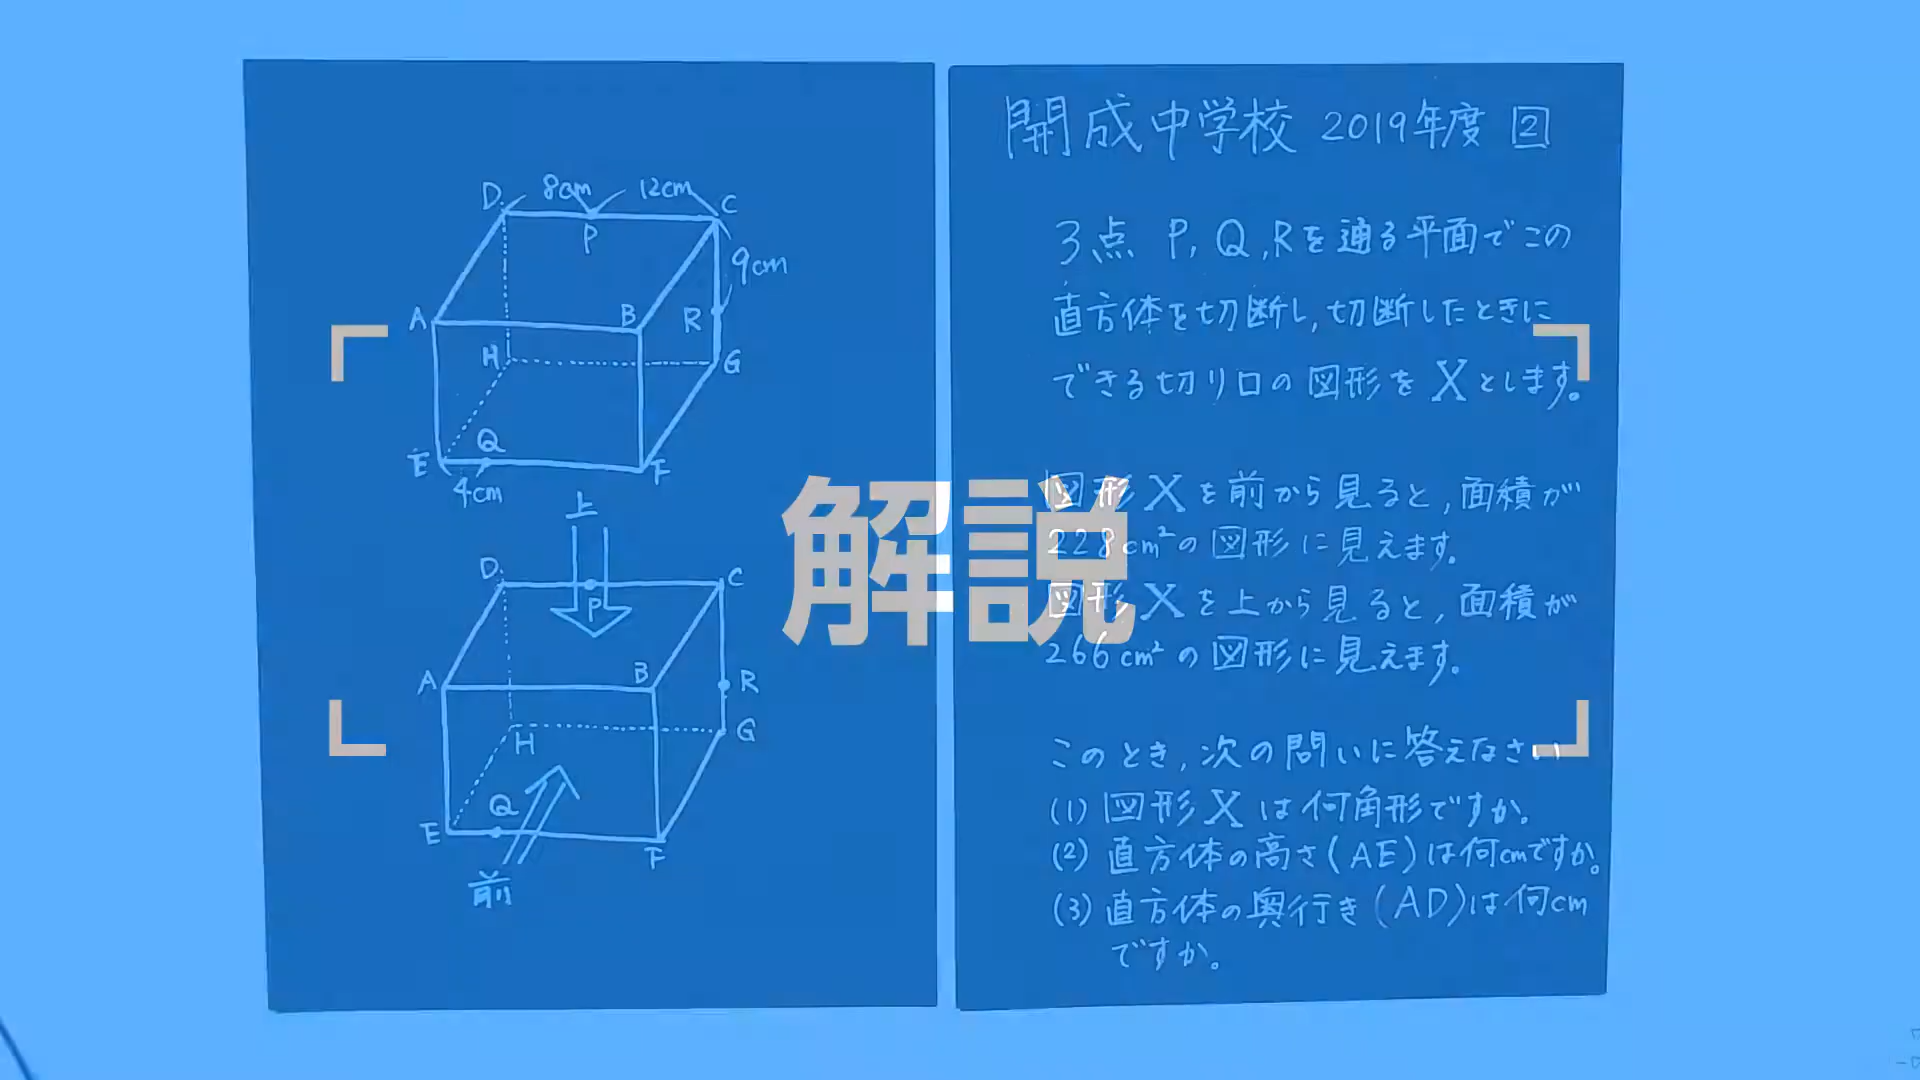 D 8cm 12cm C
P
9cm
A B R
H G
Q
E F
4cm
上
D C
P
A B R
G
H
Q
E
F
前
解説
開成中学校 2019年度 2
3点 P, Q, Rを通る平面でこの
直方体を切断し, 切断したときに
できる切り口の図形を Xとします。
図形 X を前から見ると, 面積が
228cm²の図形に見えます。
図形 X を上から見ると, 面積が
266cm²の図形に見えます。
このとき, 次の問いに答えなさい
(1) 図形 X は何角形ですか。
(2) 直方体の高さ(AE)は何cmですか。
(3) 直方体の奥行き(AD)は何cm
ですか。